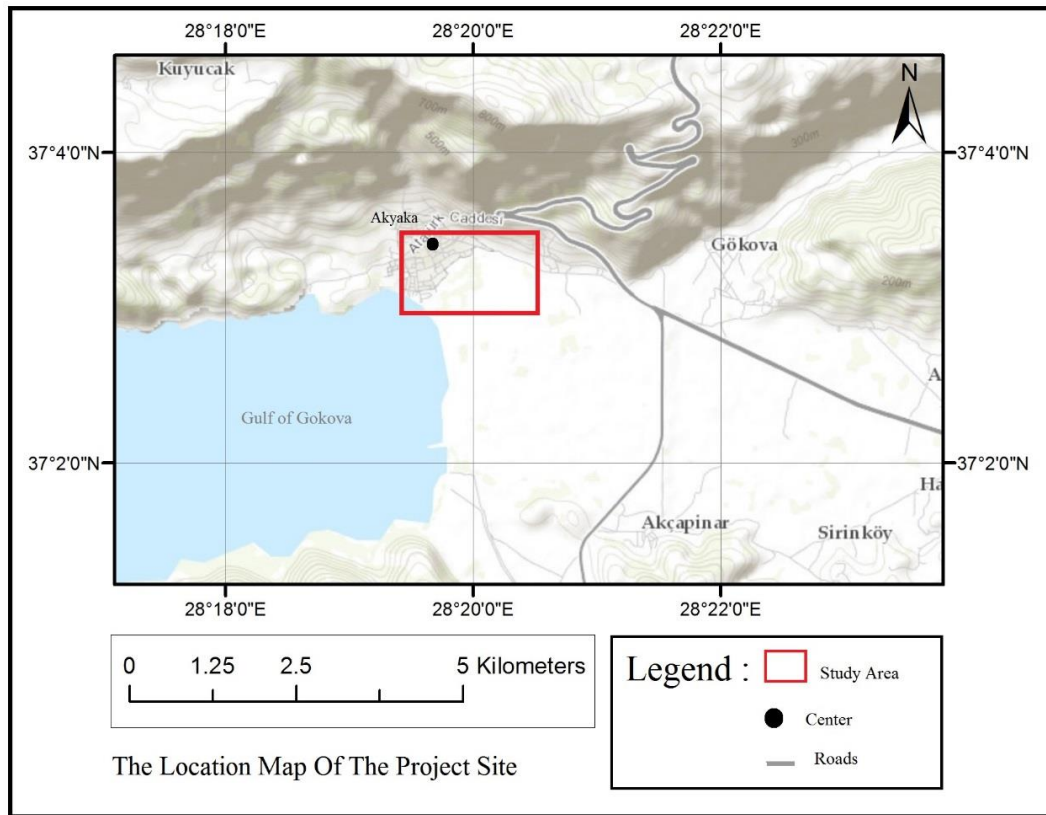 28°18'0"E 28°20'0"E 28°22'0"E
Kuyucak
N
700m
800m
500m
300m
37°4'0"N 37°4'0"N
Akyaka
Atatürk Caddesi
Gökova
200m
Gulf of Gokova
A
37°2'0"N 37°2'0"N
Ha
Akçapinar
Sirinköy
28°18'0"E 28°20'0"E 28°22'0"E
0 1.25 2.5 5 Kilometers
The Location Map Of The Project Site
Legend :
Study Area
Center
Roads